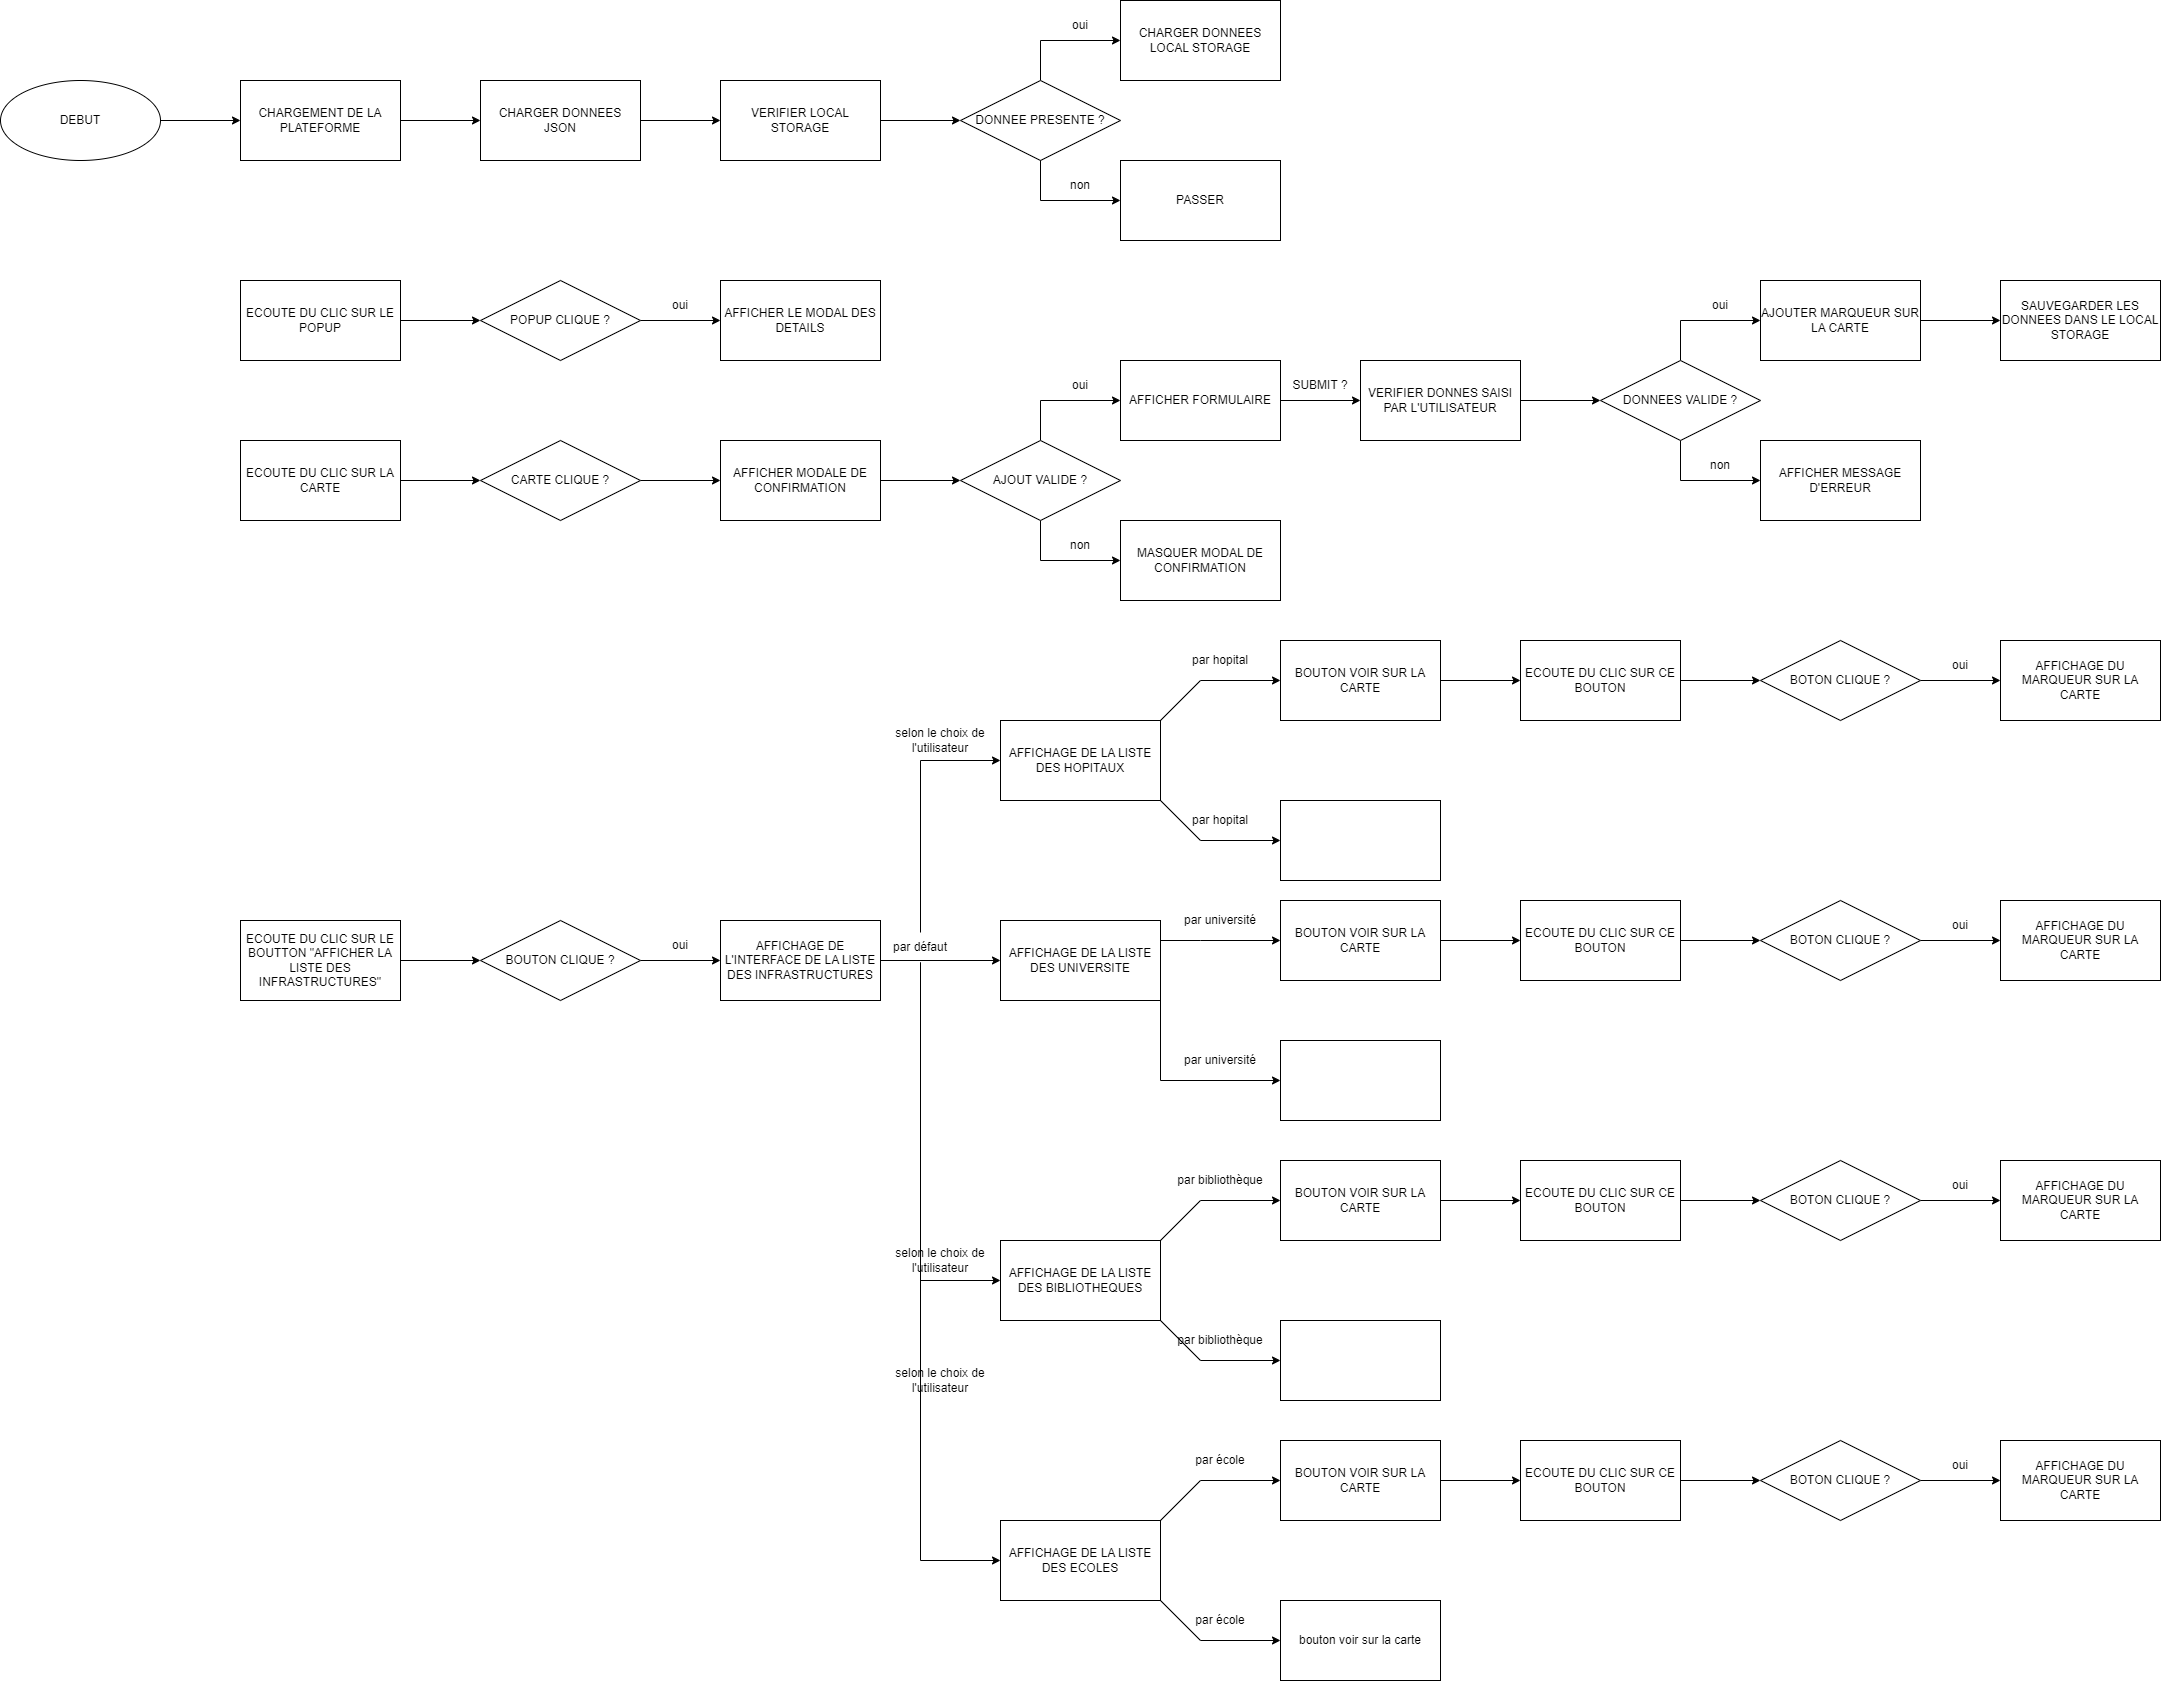 oui
CHARGER DONNEES
LOCAL STORAGE
DEBUT
CHARGEMENT DE LA
PLATEFORME
CHARGER DONNEES
JSON
VERIFIER LOCAL
STORAGE
DONNEE PRESENTE ?
non
PASSER
ECOUTE DU CLIC SUR LE
POPUP
POPUP CLIQUE ?
oui
AFFICHER LE MODAL DES
DETAILS
ECOUTE DU CLIC SUR LA
CARTE
CARTE CLIQUE ?
AFFICHER MODALE DE
CONFIRMATION
AJOUT VALIDE ?
oui
AFFICHER FORMULAIRE
SUBMIT ?
VERIFIER DONNES SAISI
PAR L'UTILISATEUR
DONNEES VALIDE ?
oui
AJOUTER MARQUEUR SUR
LA CARTE
SAUVEGARDER LES
DONNEES DANS LE LOCAL
STORAGE
non
AFFICHER MESSAGE
D'ERREUR
non
MASQUER MODAL DE
CONFIRMATION
ECOUTE DU CLIC SUR LE
BOUTTON "AFFICHER LA
LISTE DES
INFRASTRUCTURES"
BOUTON CLIQUE ?
oui
AFFICHAGE DE
L'INTERFACE DE LA LISTE
DES INFRASTRUCTURES
selon le choix de
l'utilisateur
AFFICHAGE DE LA LISTE
DES HOPITAUX
par hopital
BOUTON VOIR SUR LA
CARTE
ECOUTE DU CLIC SUR CE
BOUTON
BOTON CLIQUE ?
oui
AFFICHAGE DU
MARQUEUR SUR LA
CARTE
par hopital
par défaut
AFFICHAGE DE LA LISTE
DES UNIVERSITE
par université
BOUTON VOIR SUR LA
CARTE
ECOUTE DU CLIC SUR CE
BOUTON
BOTON CLIQUE ?
oui
AFFICHAGE DU
MARQUEUR SUR LA
CARTE
par université
selon le choix de
l'utilisateur
AFFICHAGE DE LA LISTE
DES BIBLIOTHEQUES
par bibliothèque
BOUTON VOIR SUR LA
CARTE
ECOUTE DU CLIC SUR CE
BOUTON
BOTON CLIQUE ?
oui
AFFICHAGE DU
MARQUEUR SUR LA
CARTE
par bibliothèque
selon le choix de
l'utilisateur
AFFICHAGE DE LA LISTE
DES ECOLES
par école
BOUTON VOIR SUR LA
CARTE
ECOUTE DU CLIC SUR CE
BOUTON
BOTON CLIQUE ?
oui
AFFICHAGE DU
MARQUEUR SUR LA
CARTE
par école
bouton voir sur la carte